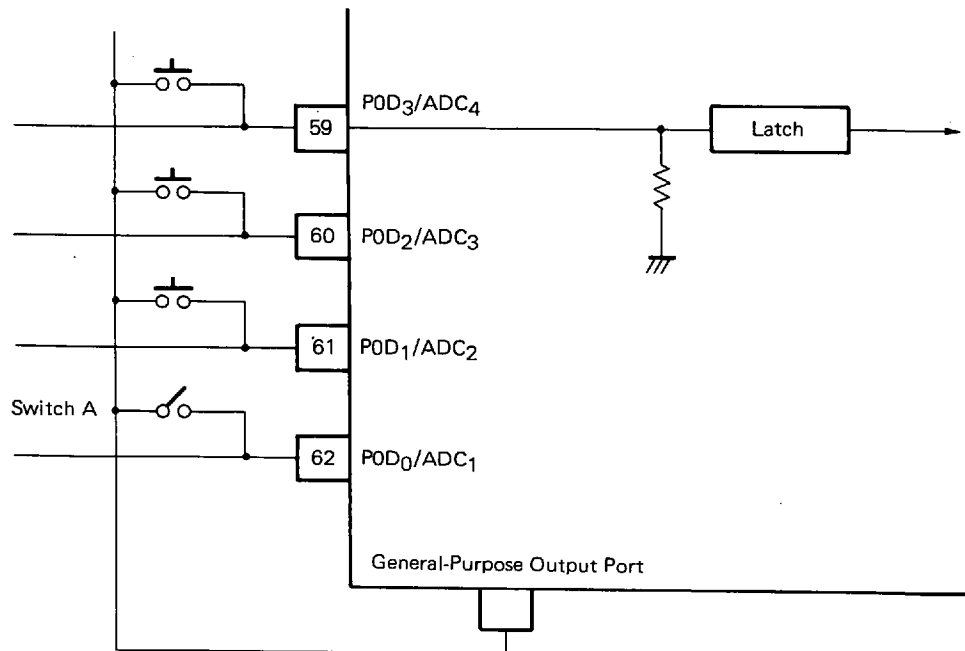 P0D3/ADC4
59
Latch
60
P0D2/ADC3
61
P0D1/ADC2
Switch A
62
P0D0/ADC1
General-Purpose Output Port